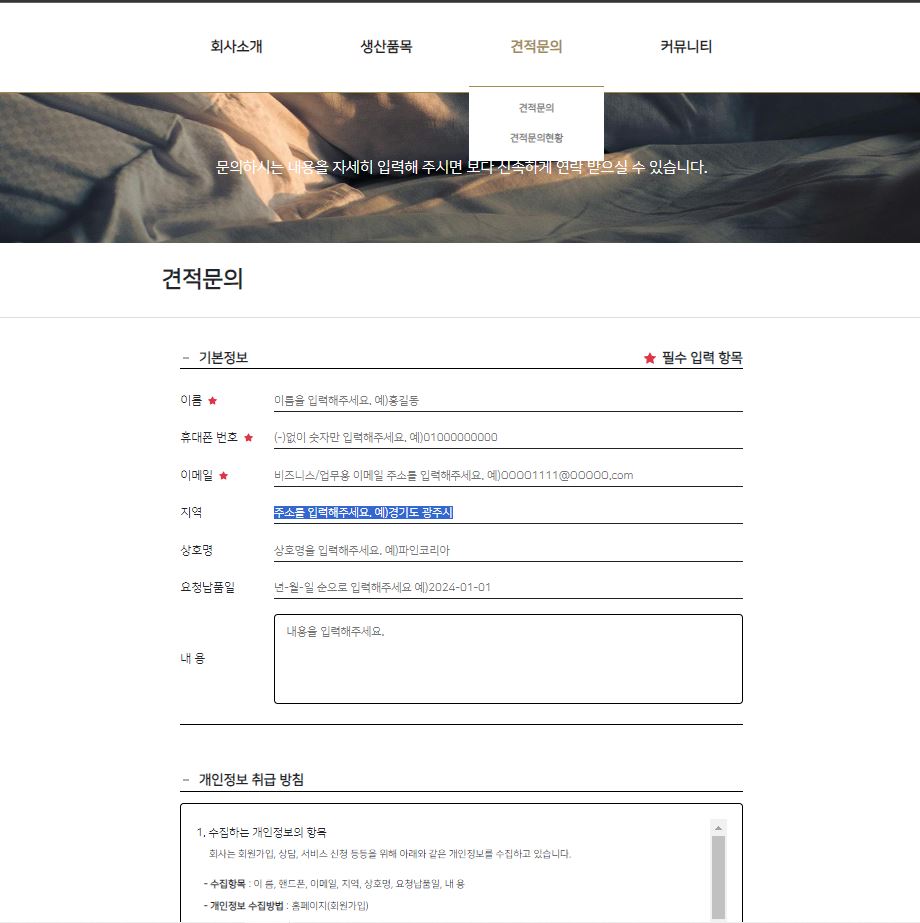 회사소개 생산품목 견적문의 커뮤니티
견적문의
견적문의현황
문의하시는 내용을 자세히 입력해 주시면 보다 신속하게 연락 받으실 수 있습니다.
견적문의
- 기본정보 ★ 필수 입력 항목
이름 ★ 이름을 입력해주세요. 예)홍길동
휴대폰 번호 ★ (-)없이 숫자만 입력해주세요. 예)01000000000
이메일 ★ 비즈니스/업무용 이메일 주소를 입력해주세요. 예)OOOO1111@OOOOO.com
지역 주소를 입력해주세요. 예)경기도 광주시
상호명 상호명을 입력해주세요. 예)파인코리아
요청납품일 년-월-일 순으로 입력해주세요 예)2024-01-01
내용을 입력해주세요.
내 용
- 개인정보 취급 방침
1. 수집하는 개인정보의 항목
회사는 회원가입, 상담, 서비스 신청 등등을 위해 아래와 같은 개인정보를 수집하고 있습니다.
- 수집항목 : 이 름, 핸드폰, 이메일, 지역, 상호명, 요청납품일, 내 용
- 개인정보 수집방법 : 홈페이지(회원가입)